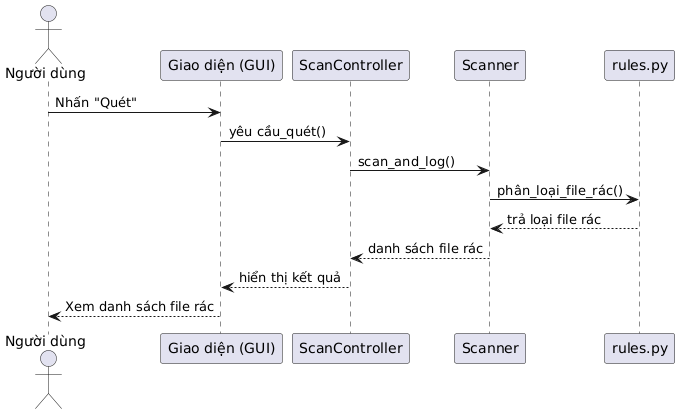 Người dùng
Giao diện (GUI)
ScanController
Scanner
rules.py
Nhấn "Quét"
yêu cầu_quét()
scan_and_log()
phân_loại_file_rác()
trả loại file rác
danh sách file rác
hiển thị kết quả
Xem danh sách file rác
Người dùng
Giao diện (GUI)
ScanController
Scanner
rules.py